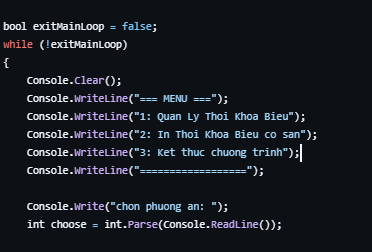 bool exitMainLoop = false;
while (!exitMainLoop)
{
    Console.Clear();
    Console.WriteLine("=== MENU ===");
    Console.WriteLine("1: Quan Ly Thoi Khoa Bieu");
    Console.WriteLine("2: In Thoi Khoa Bieu co san");
    Console.WriteLine("3: Ket thuc chuong trinh");
    Console.WriteLine("==================");
    Console.Write("chon phuong an: ");
    int choose = int.Parse(Console.ReadLine());